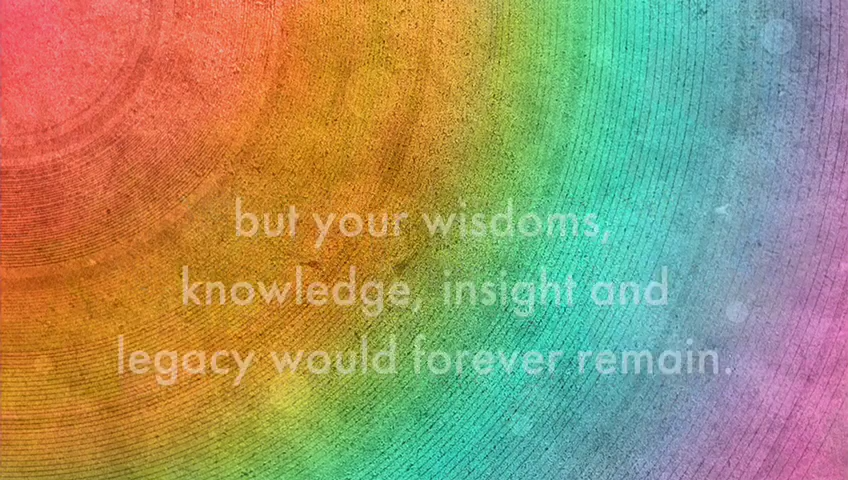 but your wisdoms,
knowledge, insight and
legacy would forever remain.